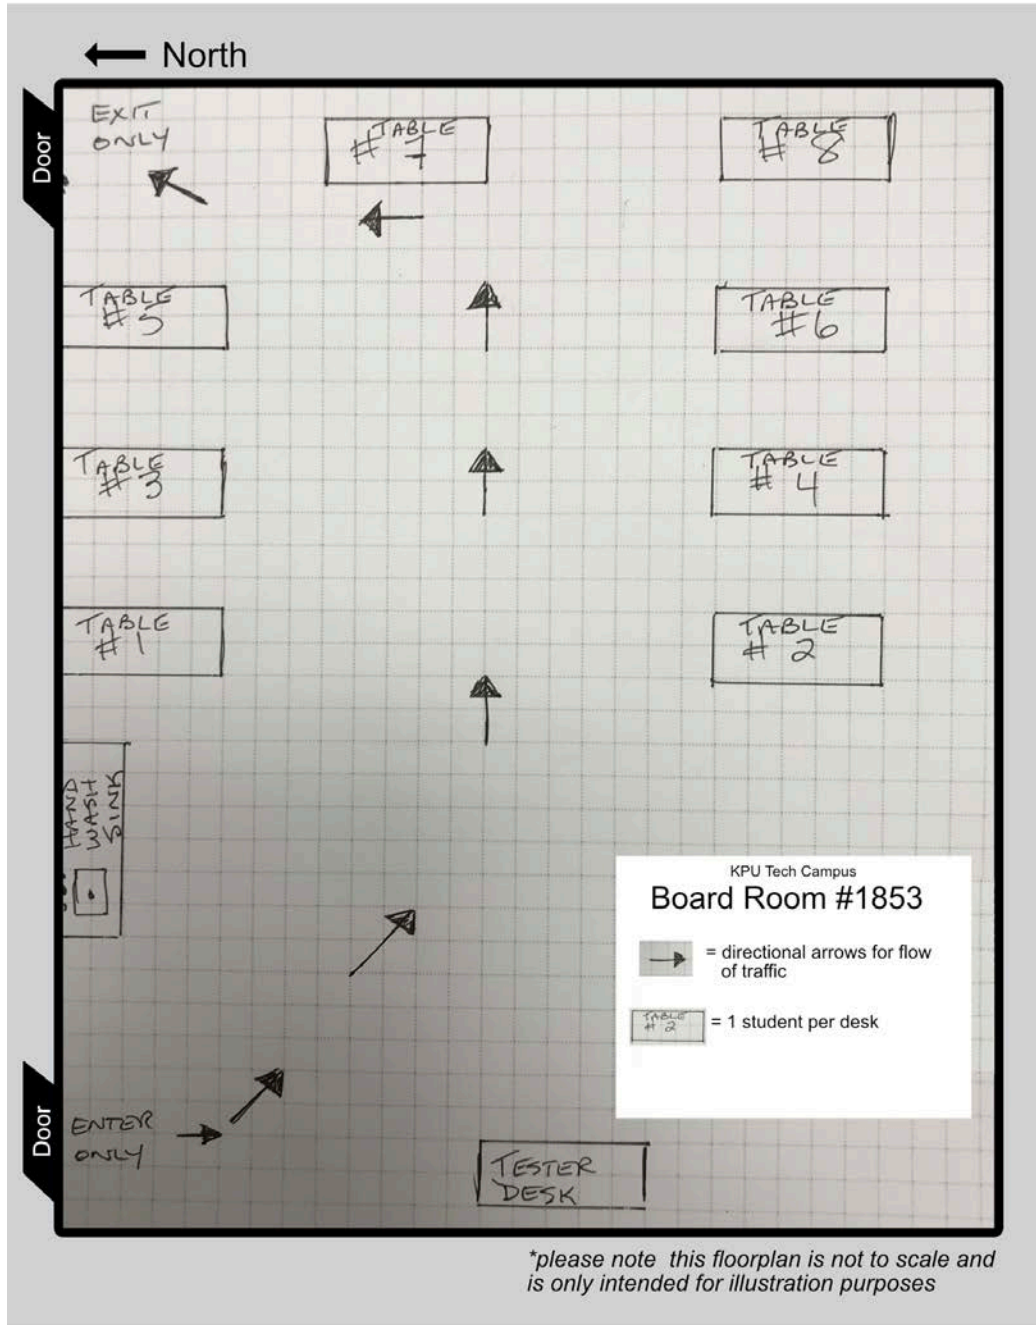 North
Door
EXIT
ONLY
TABLE
# 7
TABLE
# 8
TABLE
# 5
TABLE
# 6
TABLE
# 3
TABLE
# 4
TABLE
# 1
TABLE
# 2
HAND
WASH
SINK
KPU Tech Campus
Board Room #1853
= directional arrows for flow
of traffic
TABLE
# 2
= 1 student per desk
Door
ENTER
ONLY
TESTER
DESK
*please note this floorplan is not to scale and
is only intended for illustration purposes